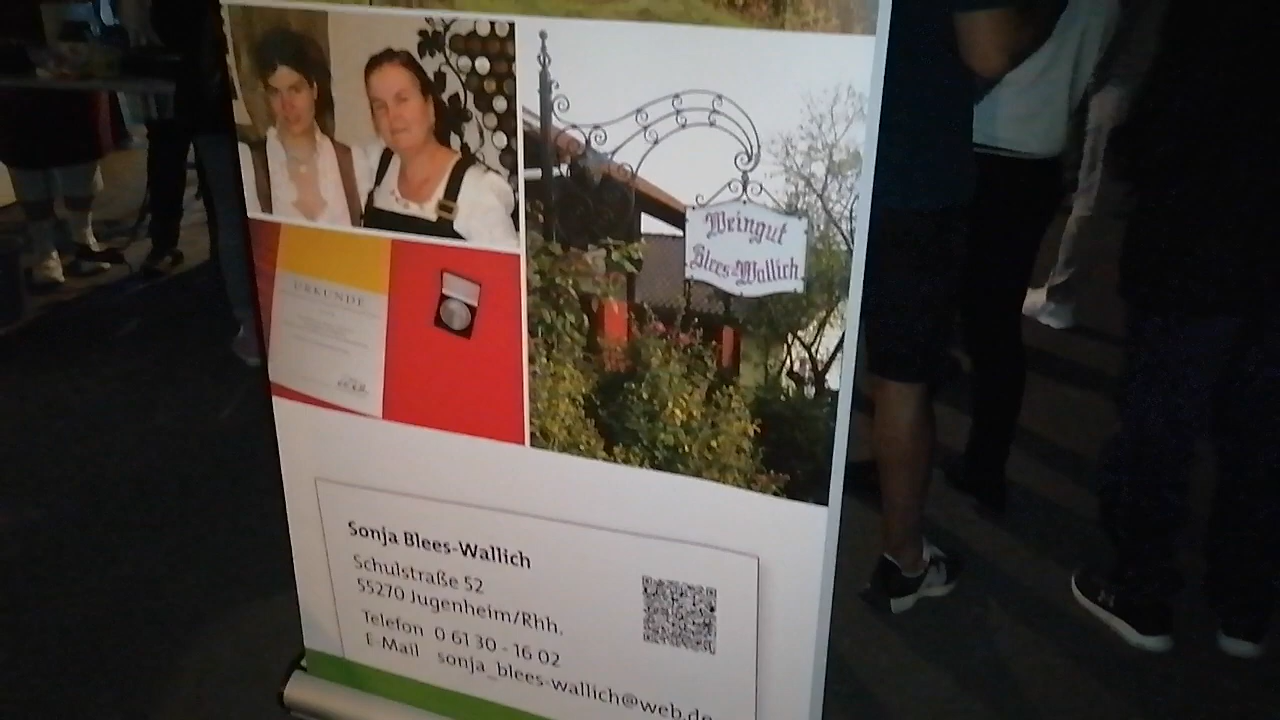 URKUNDE
Weingut
Blees-Wallich
Sonja Blees-Wallich
Schulstraße 52
55270 Jugenheim/Rhh.
Telefon 0 61 30 - 16 02
E-Mail sonja_blees-wallich@web.de